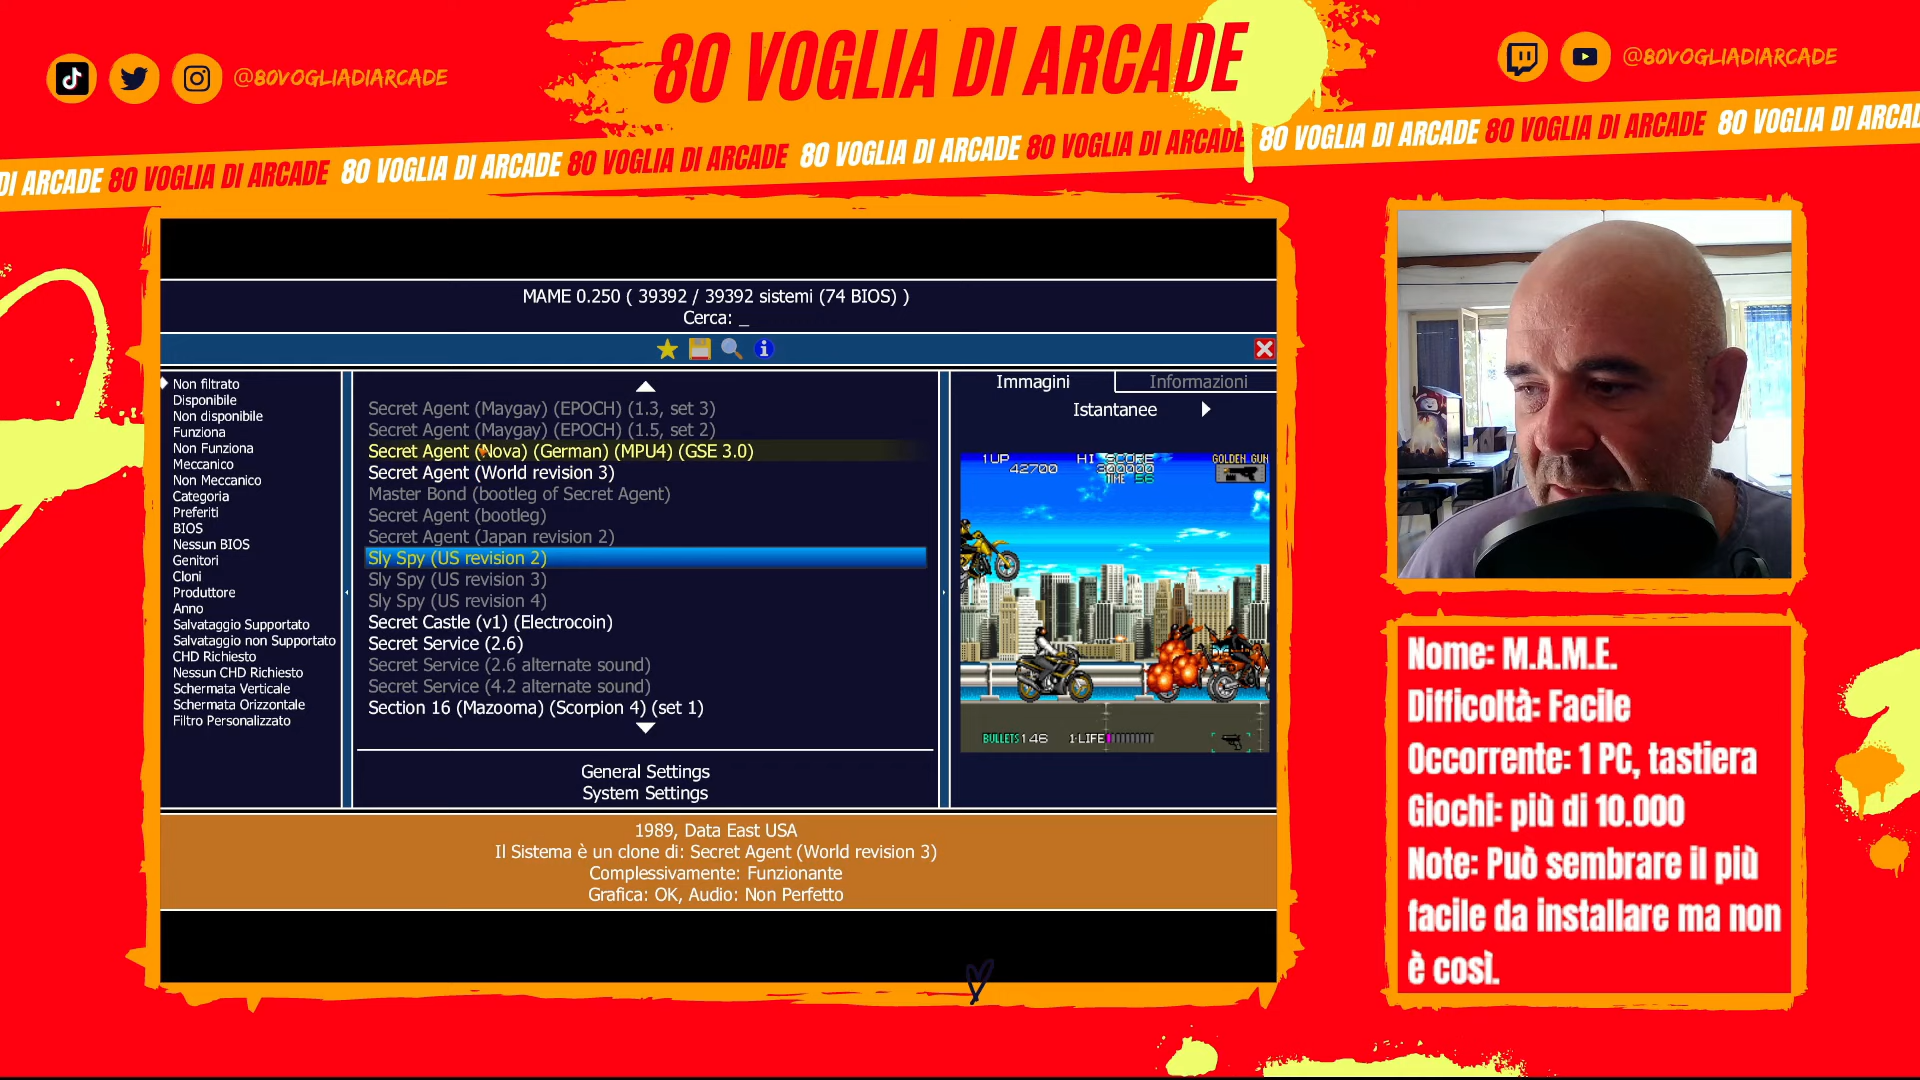 80 VOGLIA DI ARCADE
@80VOGLIADIARCADE
@80VOGLIADIARCADE
DI ARCADE 80 VOGLIA DI ARCADE 80 VOGLIA DI ARCADE 80 VOGLIA DI ARCADE 80 VOGLIA DI ARCADE 80 VOGLIA DI ARCADE 80 VOGLIA DI ARCADE 80 VOGLIA DI ARCAD
MAME 0.250 ( 39392 / 39392 sistemi (74 BIOS) )
Cerca: _
Non filtrato
Disponibile
Non disponibile
Funziona
Non Funziona
Meccanico
Non Meccanico
Categoria
Preferiti
BIOS
Nessun BIOS
Genitori
Cloni
Produttore
Anno
Salvataggio Supportato
Salvataggio non Supportato
CHD Richiesto
Nessun CHD Richiesto
Schermata Verticale
Schermata Orizzontale
Filtro Personalizzato
Secret Agent (Maygay) (EPOCH) (1.3, set 3)
Secret Agent (Maygay) (EPOCH) (1.5, set 2)
Secret Agent (Nova) (German) (MPU4) (GSE 3.0)
Secret Agent (World revision 3)
Master Bond (bootleg of Secret Agent)
Secret Agent (bootleg)
Secret Agent (Japan revision 2)
Sly Spy (US revision 2)
Sly Spy (US revision 3)
Sly Spy (US revision 4)
Secret Castle (v1) (Electrocoin)
Secret Service (2.6)
Secret Service (2.6 alternate sound)
Secret Service (4.2 alternate sound)
Section 16 (Mazooma) (Scorpion 4) (set 1)
General Settings
System Settings
Immagini
Informazioni
Istantanee
1UP HI SCORE GOLDEN GUN
42700 300000
TIME 56
BULLETS 146 1·LIFE
1989, Data East USA
Il Sistema è un clone di: Secret Agent (World revision 3)
Complessivamente: Funzionante
Grafica: OK, Audio: Non Perfetto
Nome: M.A.M.E.
Difficoltà: Facile
Occorrente: 1 PC, tastiera
Giochi: più di 10.000
Note: Può sembrare il più
facile da installare ma non
è così.